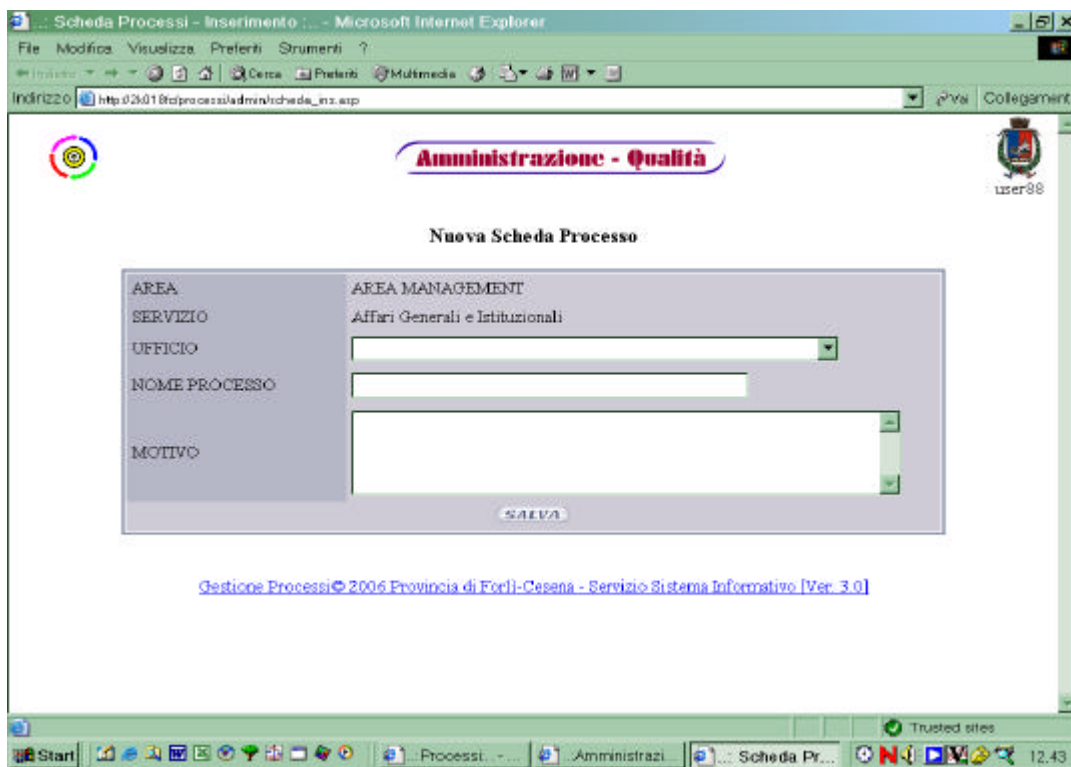 ..: Scheda Processi - Inserimento :... - Microsoft Internet Explorer
File Modifica Visualizza Preferiti Strumenti ?
Indietro Cerca Preferiti Multimedia
Indirizzo Vai Collegament
Amministrazione - Qualità
user88
Nuova Scheda Processo
AREA AREA MANAGEMENT
SERVIZIO Affari Generali e Istituzionali
UFFICIO
NOME PROCESSO
MOTIVO
SALVA
Gestione Processi© 2006 Provincia di Forlì-Cesena - Servizio Sistema Informativo [Ver. 3.0]
Trusted sites
Start ..:Processi... -... ..:Amministrazi... ..: Scheda Pr... 12.43